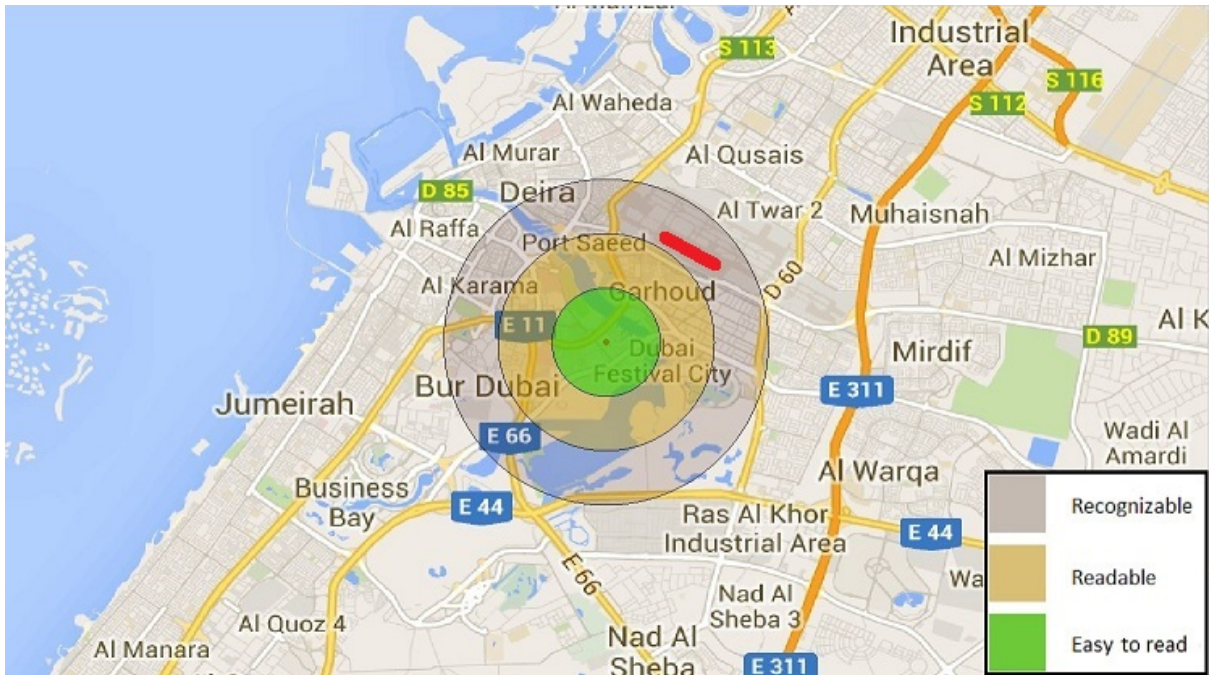 S 113
Industrial
Area
S 116
S 112
Al Waheda
Al Murar
Al Qusais
D 85
Deira
Al Twar 2
Muhaisnah
Al Raffa
Port Saeed
Al Mizhar
D 60
Al Karama
Garhoud
Al K
E 11
D 89
Dubai
Festival City
Mirdif
Bur Dubai
E 311
Jumeirah
E 66
Wadi Al
Amardi
Al Warqa
Business
Bay
E 44
Ras Al Khor
Industrial Area
E 44
E 66
Wa
Nad Al
Sheba 3
Al Quoz 4
Nad Al
Sheba
Al Manara
E 311
Recognizable
Readable
Easy to read